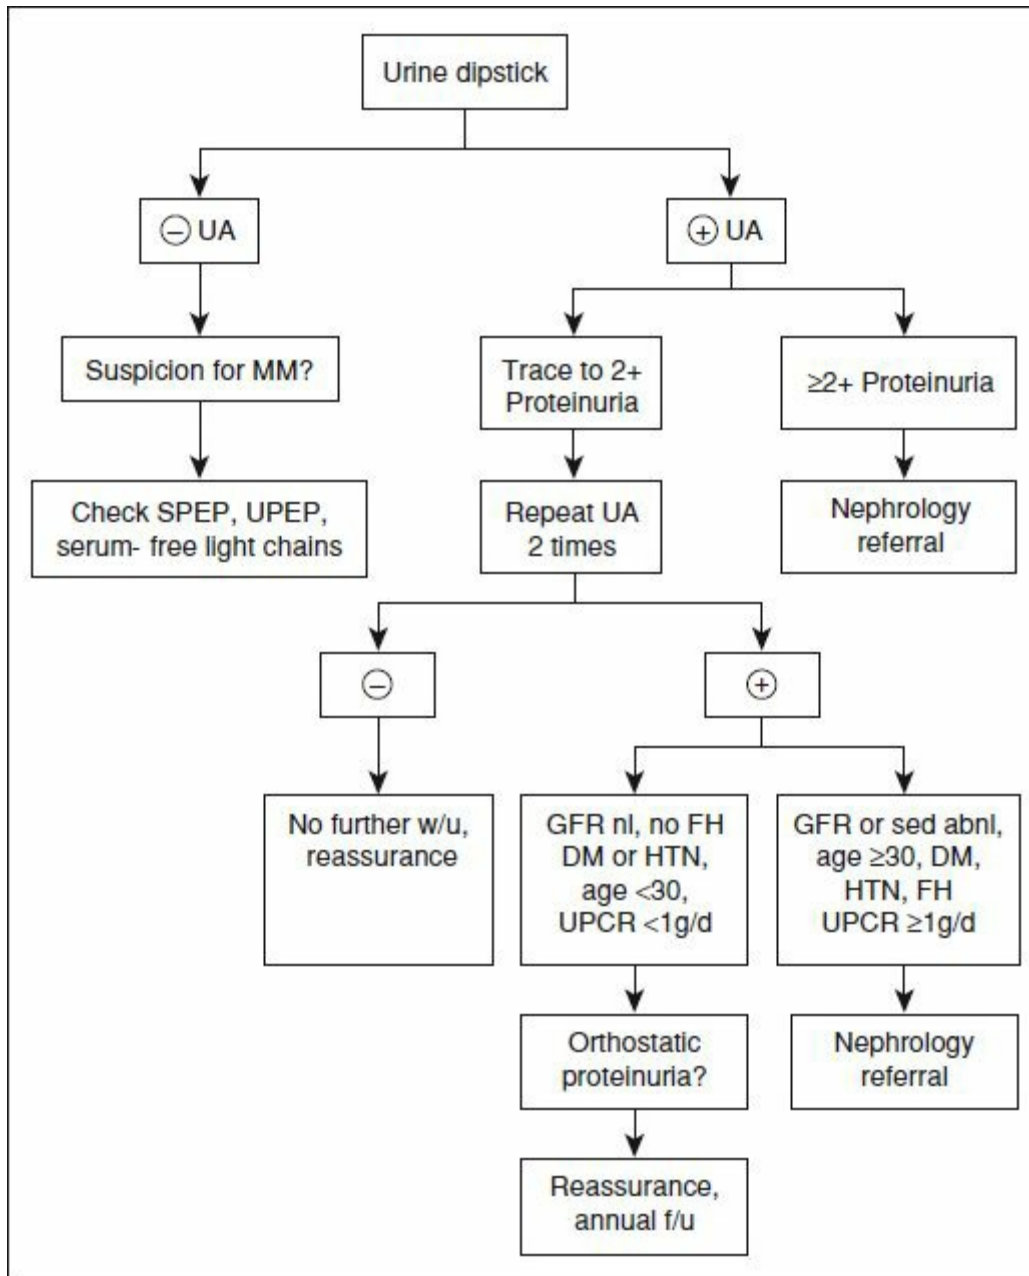 Urine dipstick
⊖ UA
⊕ UA
Suspicion for MM?
Trace to 2+
Proteinuria
≥2+ Proteinuria
Check SPEP, UPEP,
serum- free light chains
Repeat UA
2 times
Nephrology
referral
⊖
⊕
No further w/u,
reassurance
GFR nl, no FH
DM or HTN,
age <30,
UPCR <1g/d
GFR or sed abnl,
age ≥30, DM,
HTN, FH
UPCR ≥1g/d
Orthostatic
proteinuria?
Nephrology
referral
Reassurance,
annual f/u